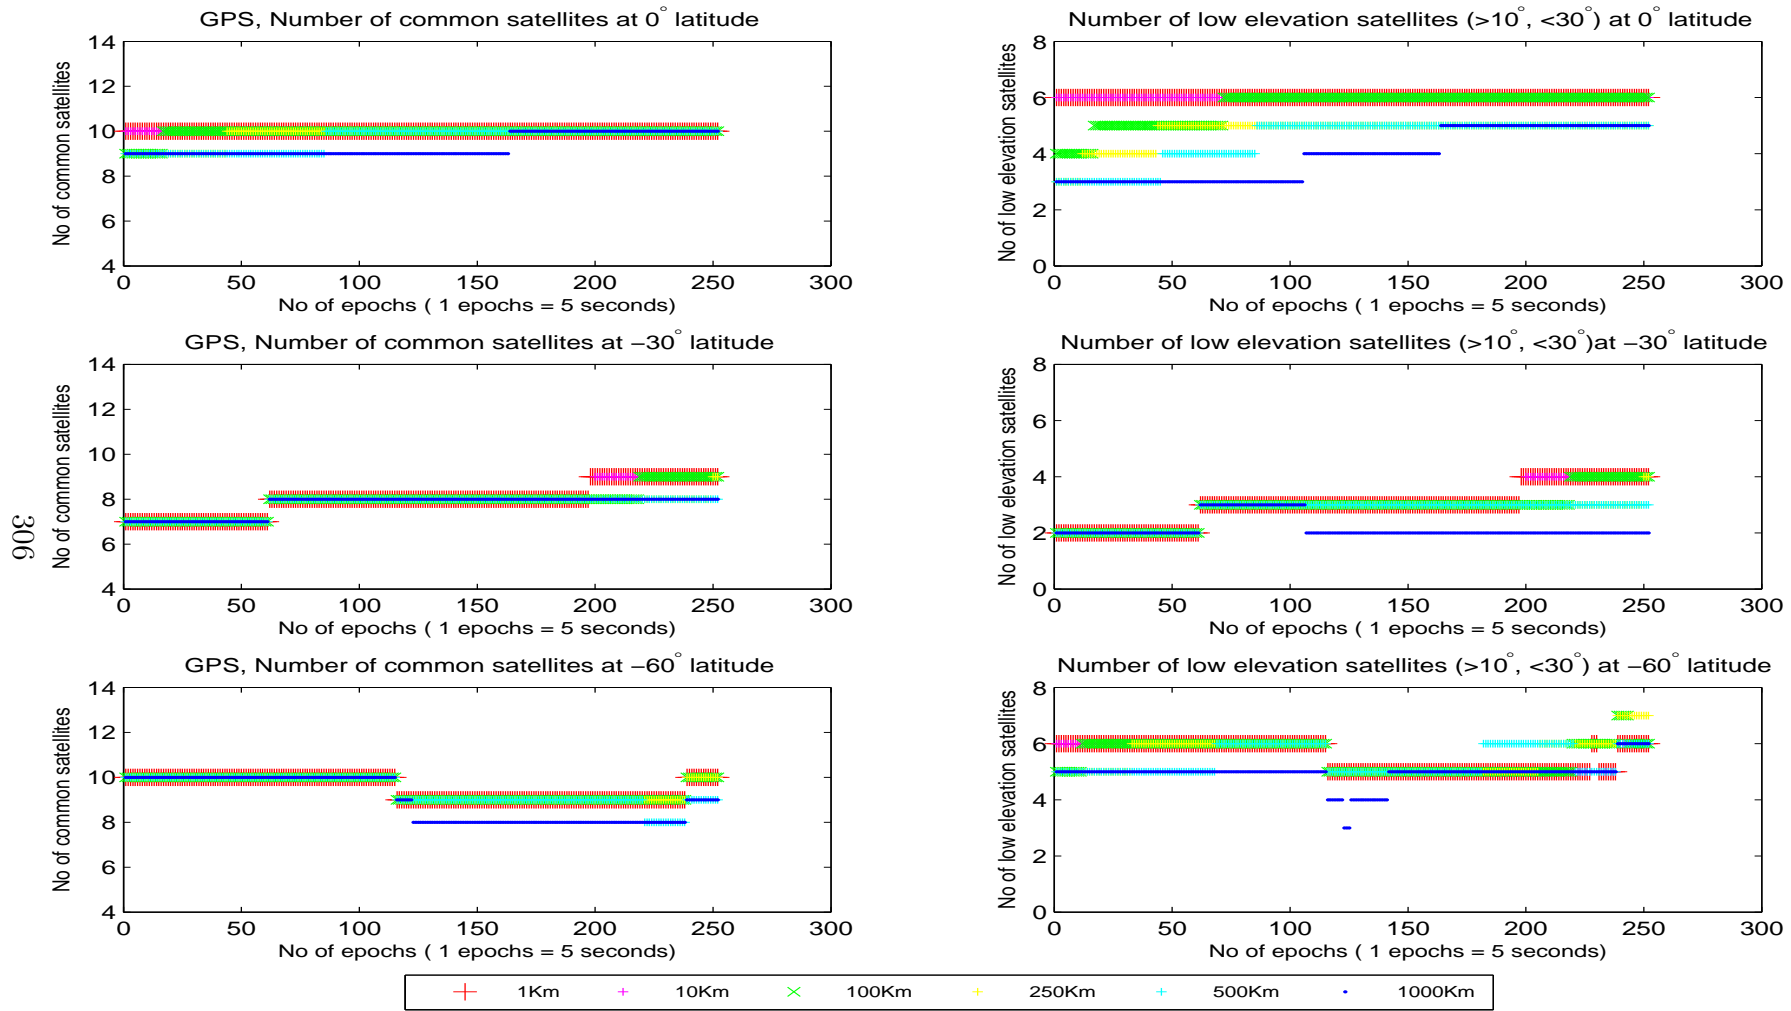 GPS, Number of common satellites at 0° latitude
No of common satellites
14
12
10
8
6
4
0 50 100 150 200 250 300
No of epochs ( 1 epochs = 5 seconds)
Number of low elevation satellites (>10°, <30°) at 0° latitude
No of low elevation satellites
8
6
4
2
0
0 50 100 150 200 250 300
No of epochs ( 1 epochs = 5 seconds)
GPS, Number of common satellites at −30° latitude
No of common satellites
14
12
10
8
6
4
0 50 100 150 200 250 300
No of epochs ( 1 epochs = 5 seconds)
Number of low elevation satellites (>10°, <30°)at −30° latitude
No of low elevation satellites
8
6
4
2
0
0 50 100 150 200 250 300
No of epochs ( 1 epochs = 5 seconds)
306
GPS, Number of common satellites at −60° latitude
No of common satellites
14
12
10
8
6
4
0 50 100 150 200 250 300
No of epochs ( 1 epochs = 5 seconds)
Number of low elevation satellites (>10°, <30°) at −60° latitude
No of low elevation satellites
8
6
4
2
0
0 50 100 150 200 250 300
No of epochs ( 1 epochs = 5 seconds)
1Km 10Km 100Km 250Km 500Km 1000Km